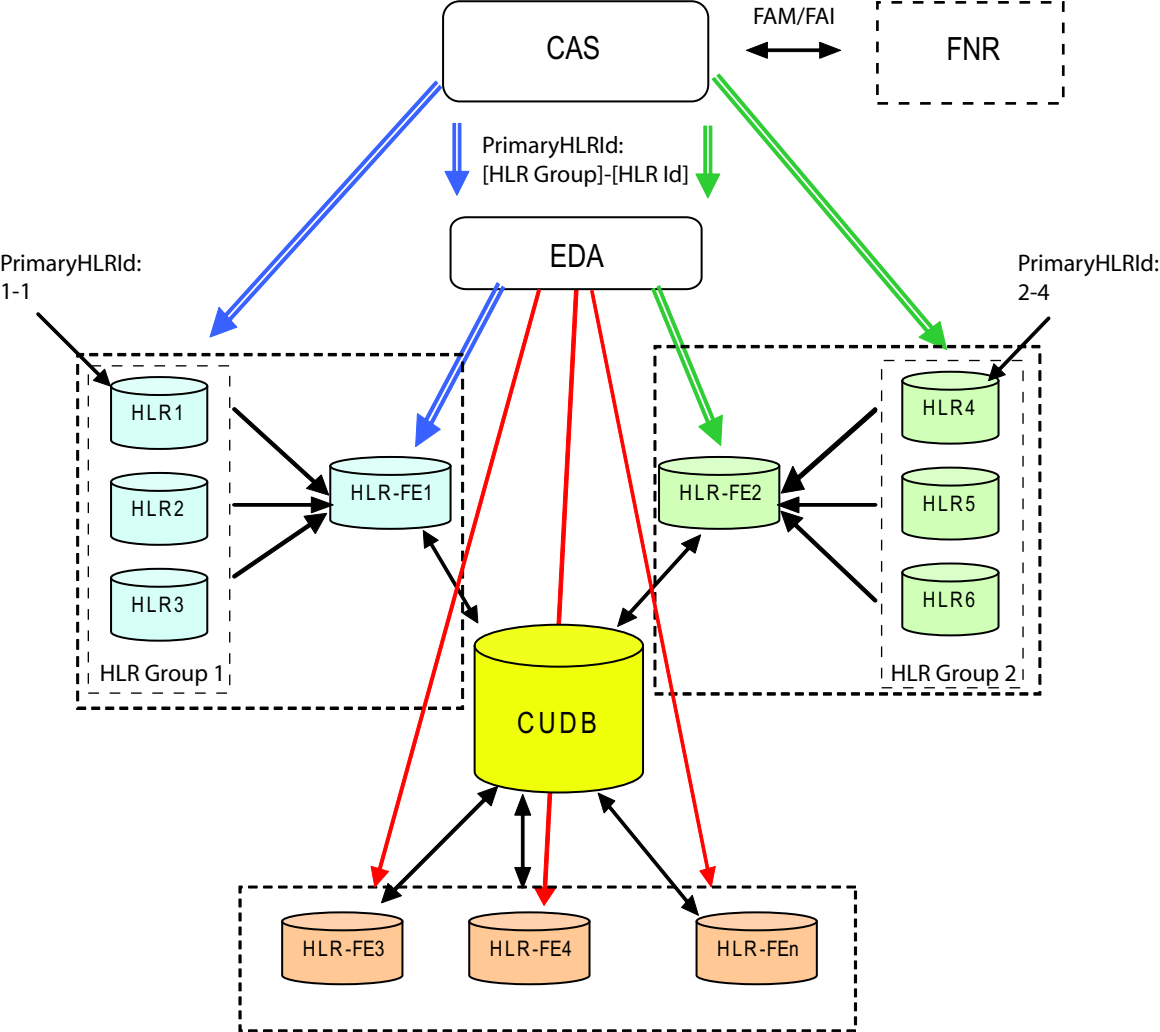 FAM/FAI
CAS
FNR
PrimaryHLRId:
[HLR Group]-[HLR Id]
EDA
PrimaryHLRId:
1-1
PrimaryHLRId:
2-4
HLR1
HLR2
HLR3
HLR Group 1
HLR-FE1
HLR-FE2
HLR4
HLR5
HLR6
HLR Group 2
CUDB
HLR-FE3
HLR-FE4
HLR-FEn